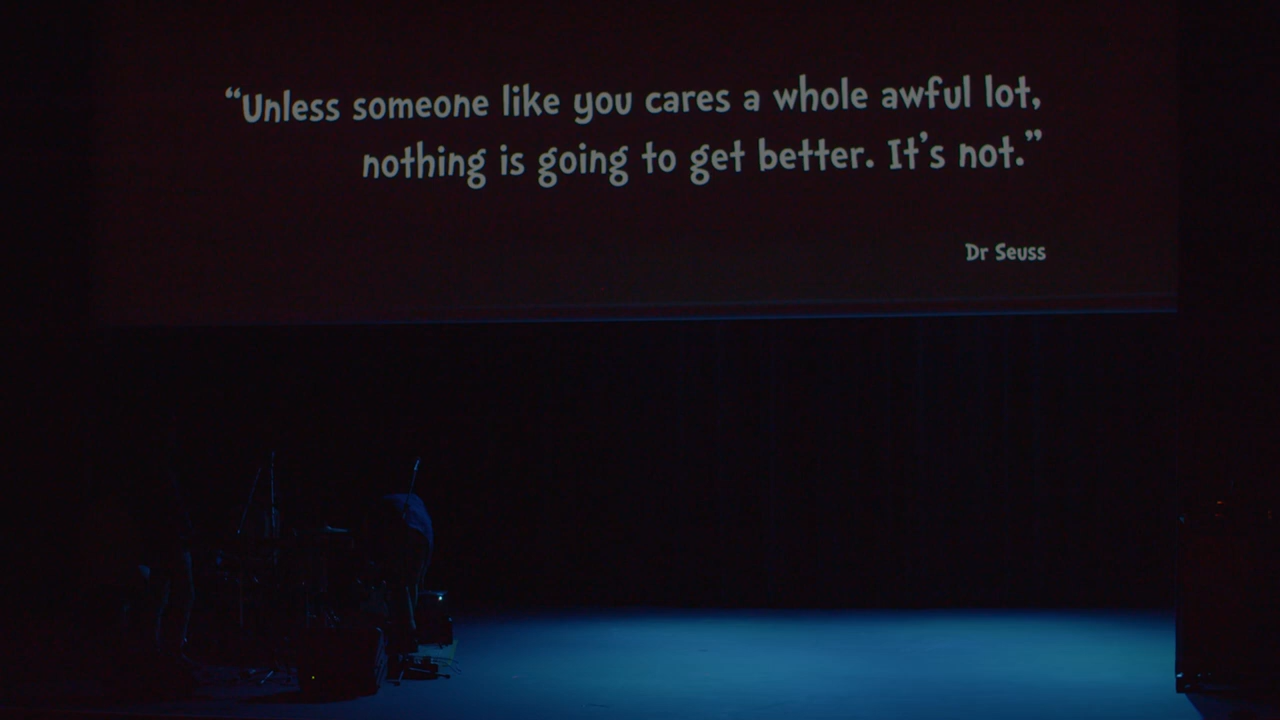 “Unless someone like you cares a whole awful lot,
nothing is going to get better. It’s not.”
Dr Seuss